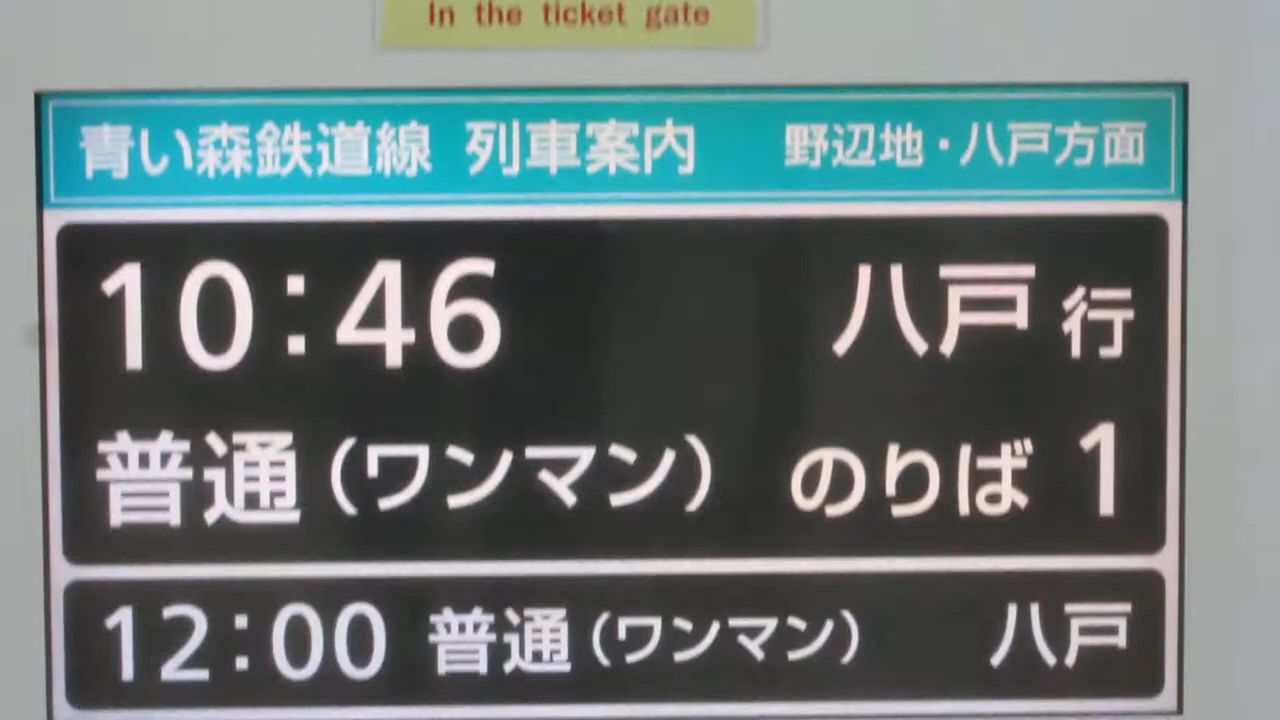 In the ticket gate
青い森鉄道線 列車案内 野辺地・八戸方面
10:46 八戸 行
普通（ワンマン） のりば 1
12:00 普通（ワンマン） 八戸